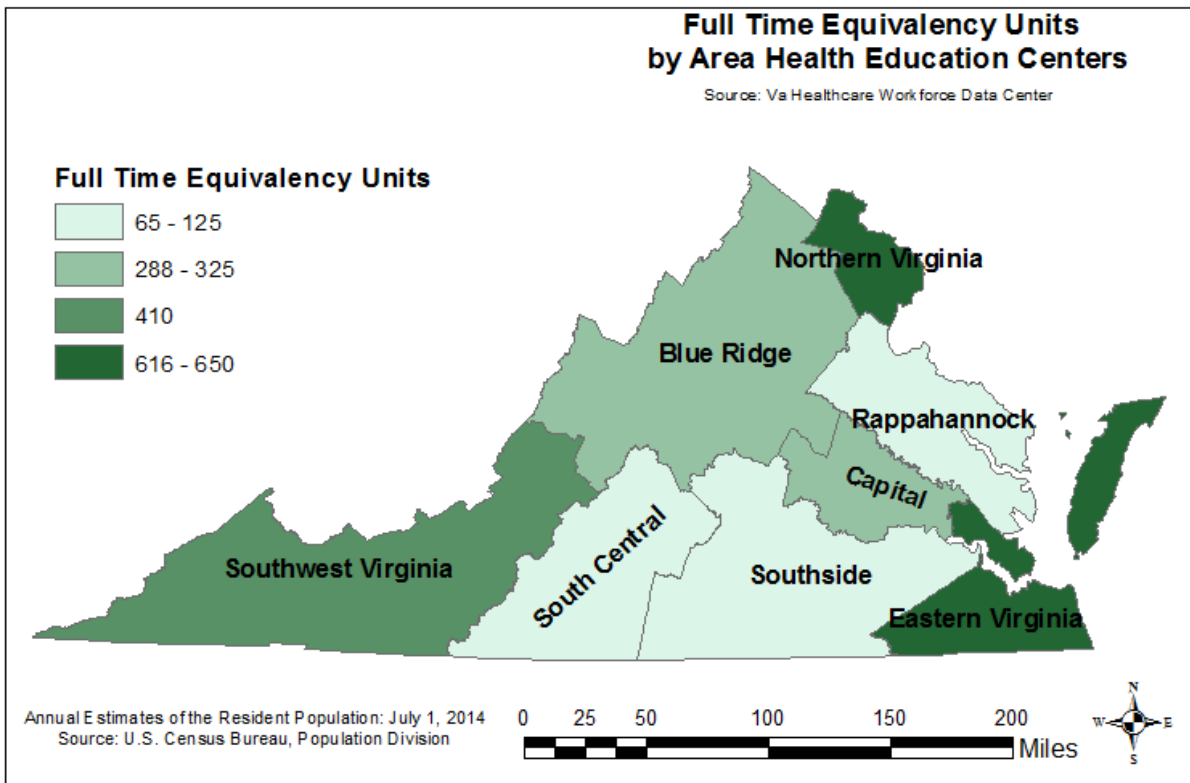 Full Time Equivalency Units
by Area Health Education Centers
Source: Va Healthcare Workforce Data Center
Full Time Equivalency Units
65 - 125
288 - 325
410
616 - 650
Northern Virginia
Blue Ridge
Rappahannock
Capital
South Central
Southwest Virginia
Southside
Eastern Virginia
Annual Estimates of the Resident Population: July 1, 2014
Source: U.S. Census Bureau, Population Division
0 25 50 100 150 200
Miles
N
W E
S